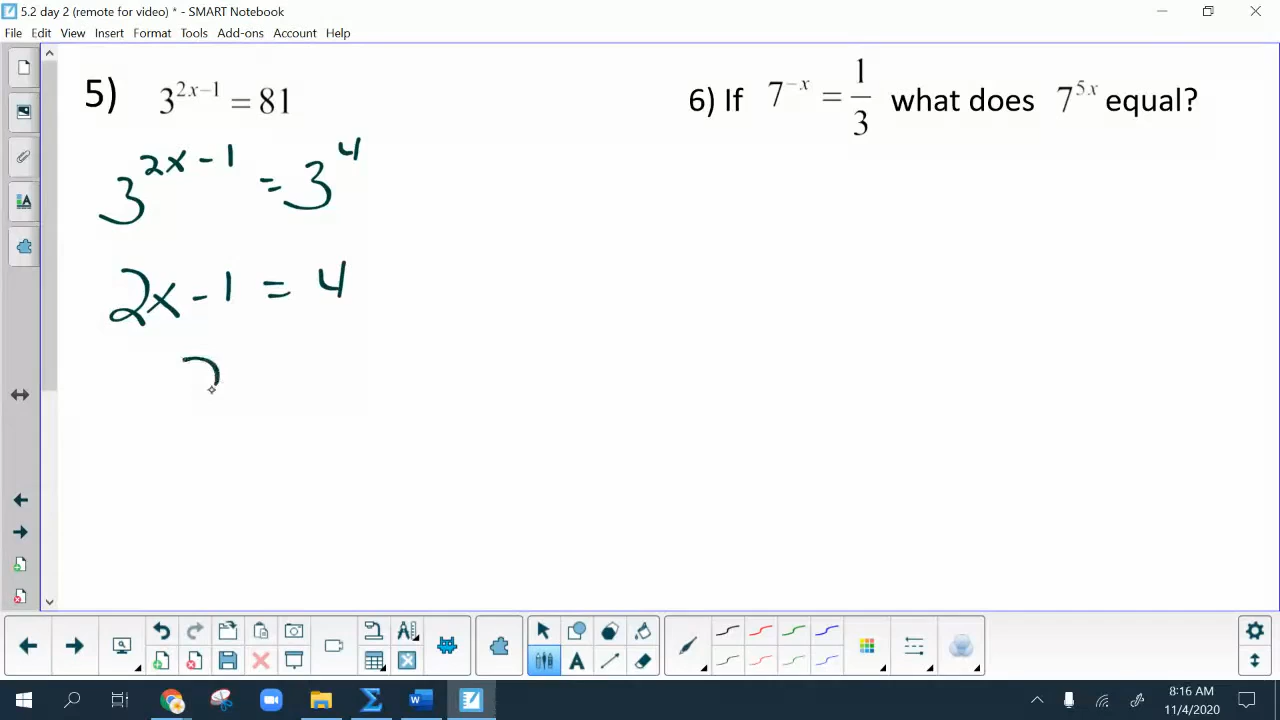 5.2 day 2 (remote for video) * - SMART Notebook
File Edit View Insert Format Tools Add-ons Account Help
5) 3^{2x-1} = 81
3^{2x-1} = 3^4
2x - 1 = 4
6) If 7^{-x} = 1/3 what does 7^{5x} equal?
8:16 AM
11/4/2020